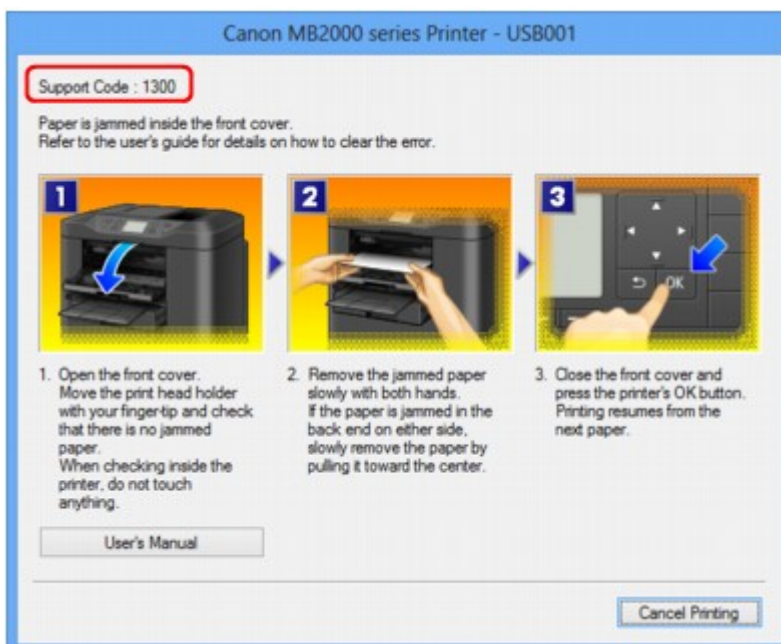 Canon MB2000 series Printer - USB001
Support Code : 1300
Paper is jammed inside the front cover.
Refer to the user's guide for details on how to clear the error.
1
2
3
OK
1. Open the front cover.
Move the print head holder
with your finger-tip and check
that there is no jammed
paper.
When checking inside the
printer, do not touch
anything.
2. Remove the jammed paper
slowly with both hands.
If the paper is jammed in the
back end on either side,
slowly remove the paper by
pulling it toward the center.
3. Close the front cover and
press the printer's OK button.
Printing resumes from the
next paper.
User's Manual
Cancel Printing